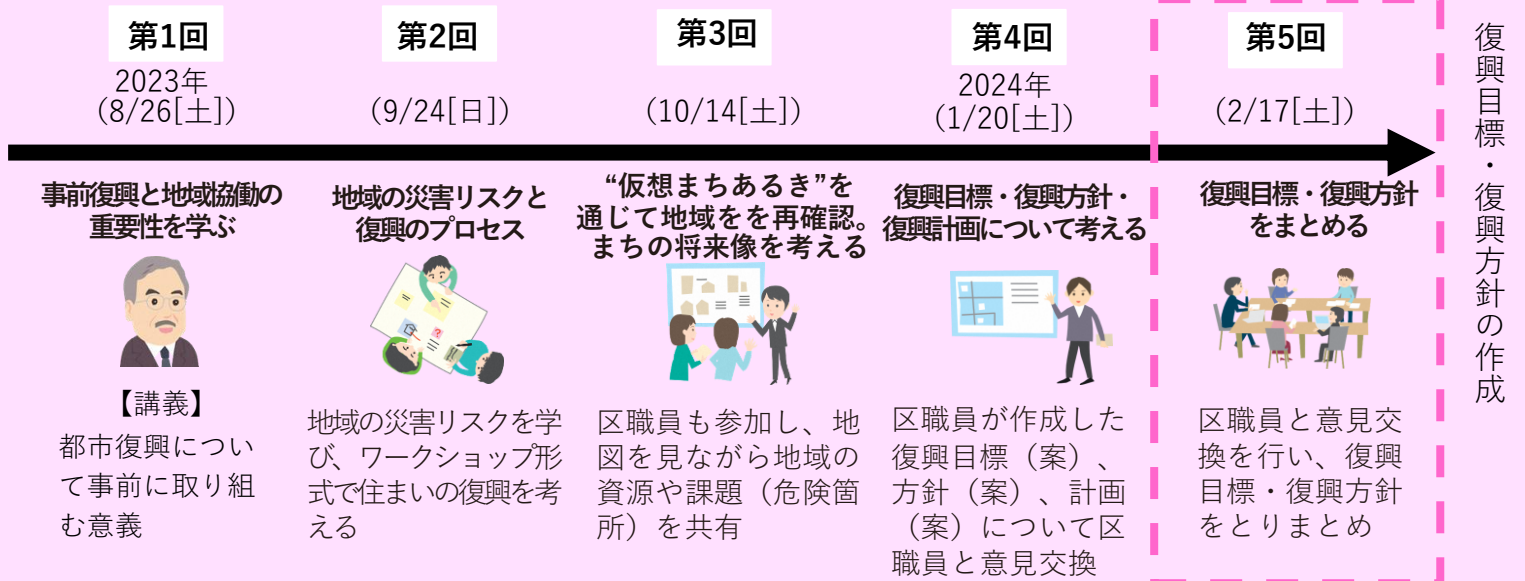 第1回
2023年
（8/26[土]）
事前復興と地域協働の
重要性を学ぶ
【講義】
都市復興につい
て事前に取り組
む意義
第2回
（9/24[日]）
地域の災害リスクと
復興のプロセス
地域の災害リスクを学
び、ワークショップ形
式で住まいの復興を考
える
第3回
（10/14[土]）
“仮想まちあるき”を
通じて地域をを再確認。
まちの将来像を考える
区職員も参加し、地
図を見ながら地域の
資源や課題（危険箇
所）を共有
第4回
2024年
（1/20[土]）
復興目標・復興方針・
復興計画について考える
区職員が作成した
復興目標（案）、
方針（案）、計画
（案）について区
職員と意見交換
第5回
（2/17[土]）
復興目標・復興方針
をまとめる
区職員と意見交
換を行い、復興
目標・復興方針
をとりまとめ
復興目標・復興方針の作成